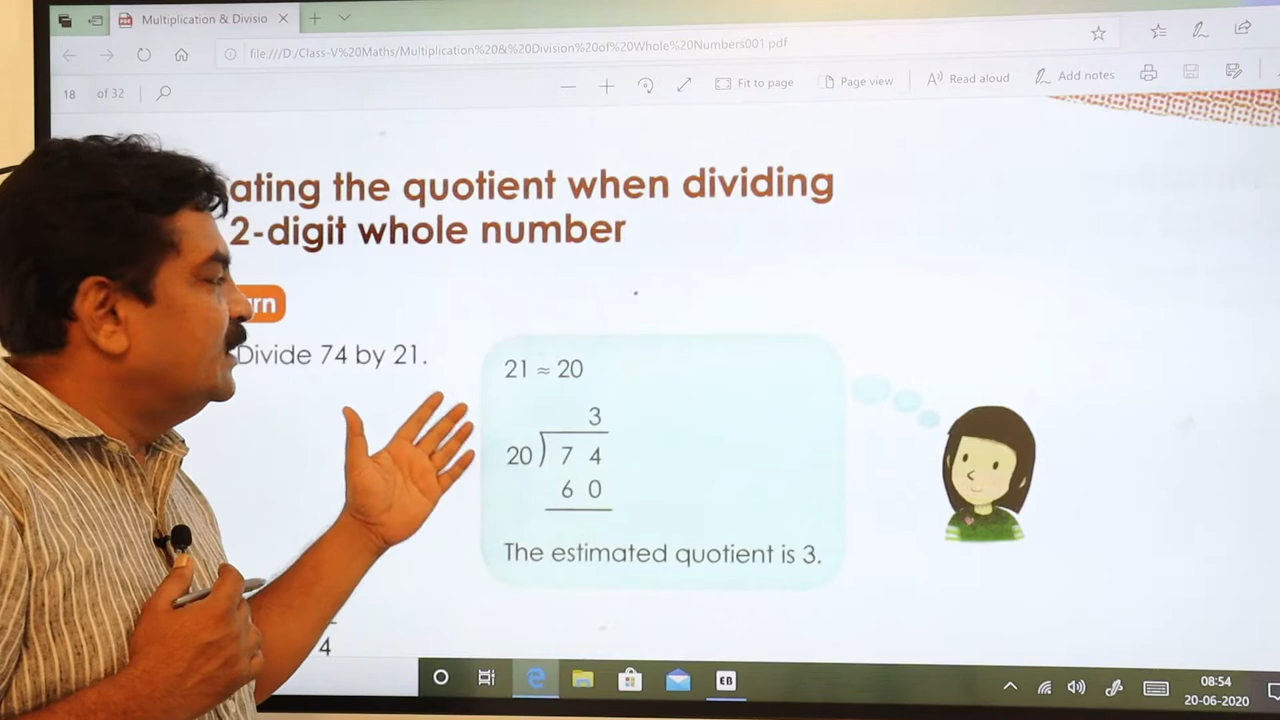 Multiplication & Divisio
file:///D:/Class-V%20Maths/Multiplication%20&%20Division%20of%20Whole%20Numbers001.pdf
18 of 32
Fit to page
Page view
Read aloud
Add notes
ating the quotient when dividing
2-digit whole number
rn
Divide 74 by 21.
21 ≈ 20
3
20 ) 7 4
6 0
The estimated quotient is 3.
4
EB
08:54
20-06-2020